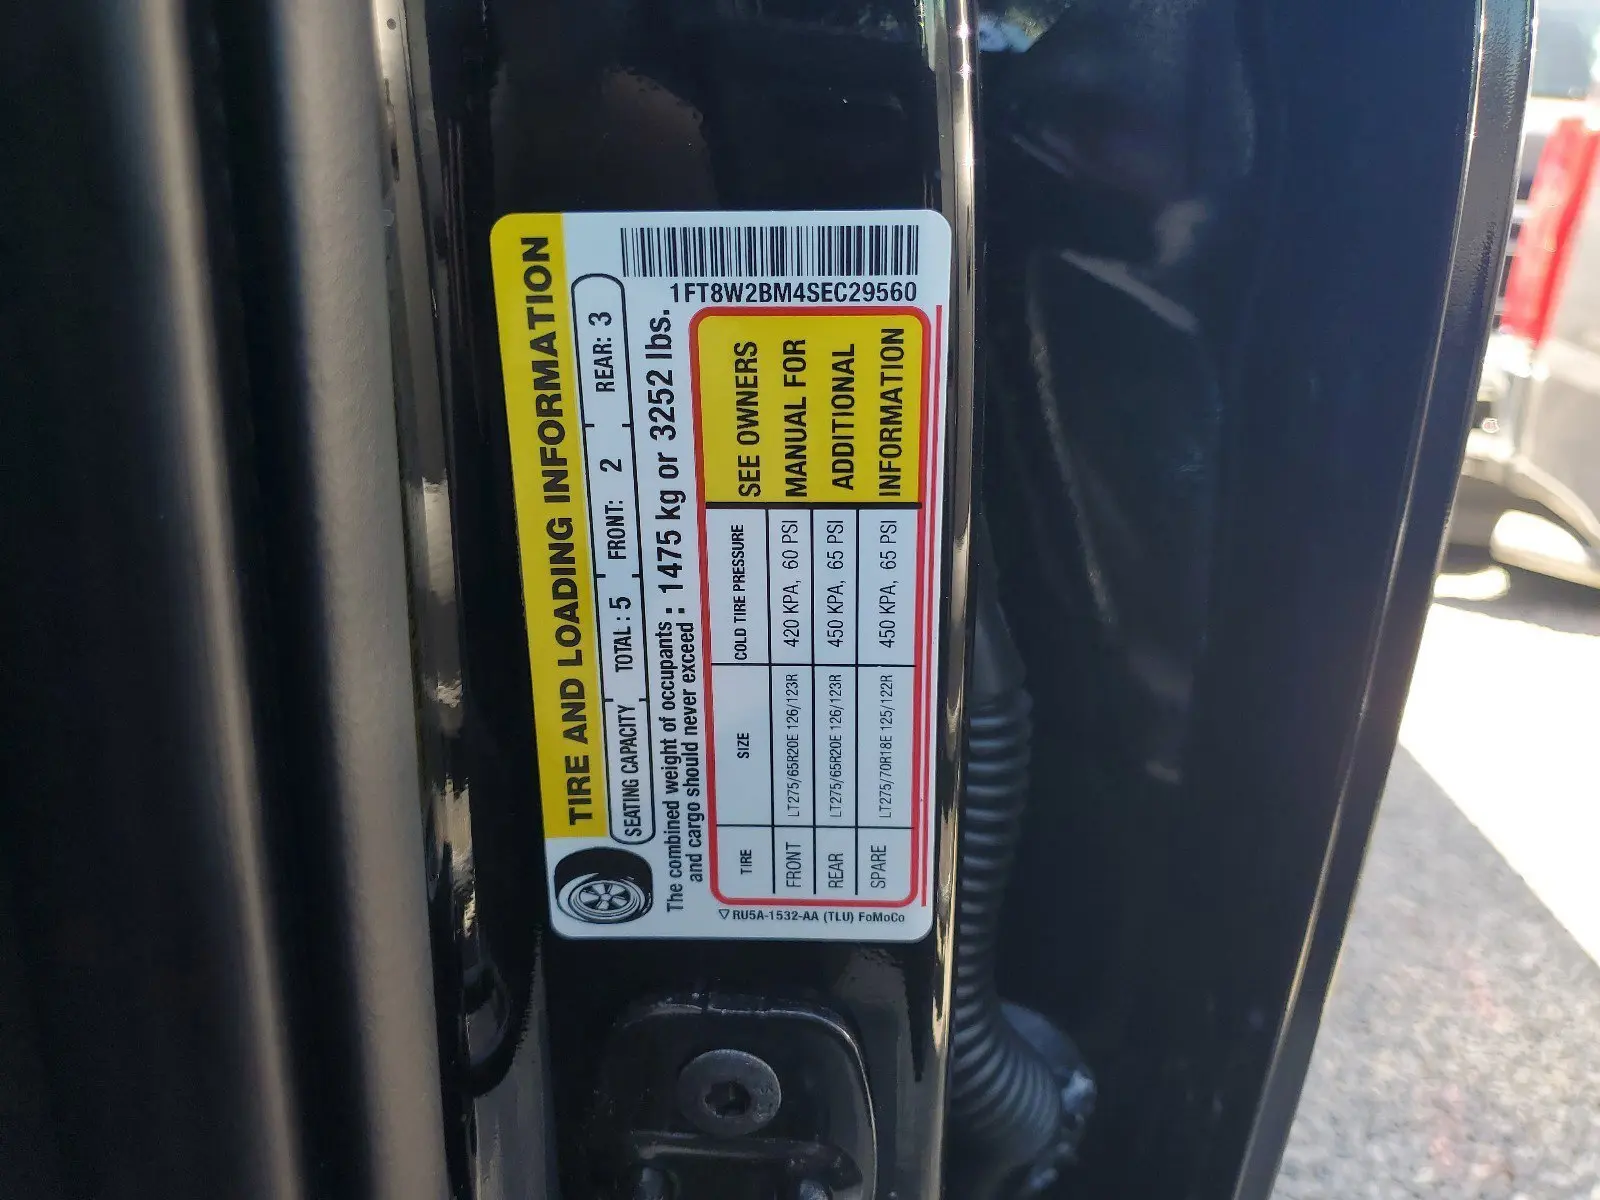 1FT8W2BM4SEC29560
TIRE AND LOADING INFORMATION
SEATING CAPACITY TOTAL : 5 FRONT: 2 REAR: 3
The combined weight of occupants
and cargo should never exceed : 1475 kg or 3252 lbs.
TIRE SIZE COLD TIRE PRESSURE
FRONT LT275/65R20E 126/123R 420 KPA, 60 PSI
REAR LT275/65R20E 126/123R 450 KPA, 65 PSI
SPARE LT275/70R18E 125/122R 450 KPA, 65 PSI
SEE OWNERS
MANUAL FOR
ADDITIONAL
INFORMATION
RU5A-1532-AA (TLU) FoMoCo